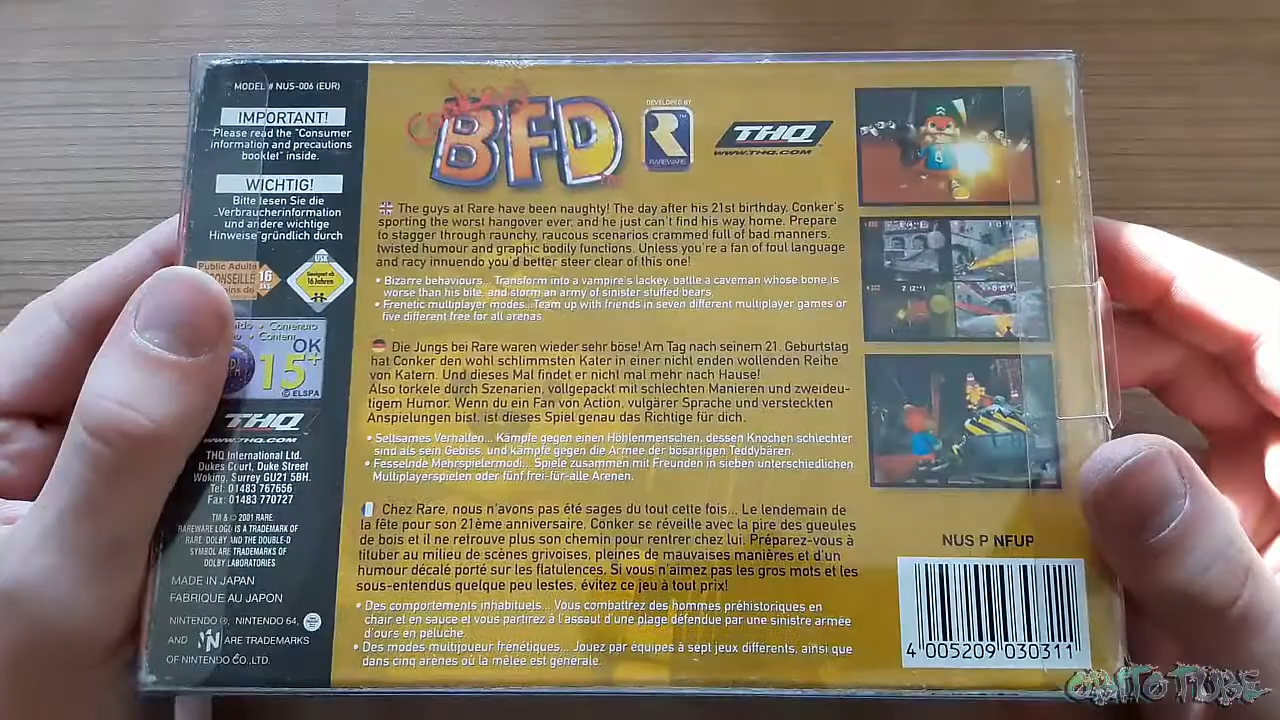 MODEL # NUS-006 (EUR)
IMPORTANT!
Please read the "Consumer
information and precautions
booklet" inside.
WICHTIG!
Bitte lesen Sie die
„Verbraucherinformation
und andere wichtige
Hinweise“ gründlich durch
Public Adulte
CONSEILLE
16
USK
Geeignet ab
16 Jahren
Contenuto
OK
15+
© ELSPA
THQ
www.THQ.COM
THQ International Ltd.
Dukes Court, Duke Street
Woking, Surrey GU21 5BH.
Tel: 01483 767656
Fax: 01483 770727
TM & © 2001 RARE.
RAREWARE LOGO IS A TRADEMARK OF
RARE. DOLBY AND THE DOUBLE-D
SYMBOL ARE TRADEMARKS OF
DOLBY LABORATORIES
MADE IN JAPAN
FABRIQUE AU JAPON
NINTENDO ®, NINTENDO 64,
AND N ARE TRADEMARKS
OF NINTENDO CO., LTD.
Conker's
BFD
DEVELOPED BY
RAREWARE
THQ
WWW.THQ.COM
The guys at Rare have been naughty! The day after his 21st birthday, Conker's
sporting the worst hangover ever, and he just can't find his way home. Prepare
to stagger through raunchy, raucous scenarios crammed full of bad manners,
twisted humour and graphic bodily functions. Unless you're a fan of foul language
and racy innuendo you'd better steer clear of this one!
• Bizarre behaviours... Transform into a vampire's lackey, battle a caveman whose bone is
worse than his bite, and storm an army of sinister stuffed bears.
• Frenetic multiplayer modes...Team up with friends in seven different multiplayer games or
five different free for all arenas.
Die Jungs bei Rare waren wieder sehr böse! Am Tag nach seinem 21. Geburtstag
hat Conker den wohl schlimmsten Kater in einer nicht enden wollenden Reihe
von Katern. Und dieses Mal findet er nicht mal mehr nach Hause!
Also torkele durch Szenarien, vollgepackt mit schlechten Manieren und zweideu-
tigem Humor. Wenn du ein Fan von Action, vulgärer Sprache und versteckten
Anspielungen bist, ist dieses Spiel genau das Richtige für dich.
• Seltsames Verhalten... Kämpfe gegen einen Höhlenmenschen, dessen Knochen schlechter
sind als sein Gebiss, und kämpfe gegen die Armee der bösartigen Teddybären.
• Fesselnde Mehrspielermodi... Spiele zusammen mit Freunden in sieben unterschiedlichen
Multiplayerspielen oder fünf frei-für-alle Arenen.
Chez Rare, nous n'avons pas été sages du tout cette fois... Le lendemain de
la fête pour son 21ème anniversaire, Conker se réveille avec la pire des gueules
de bois et il ne retrouve plus son chemin pour rentrer chez lui. Préparez-vous à
tituber au milieu de scènes grivoises, pleines de mauvaises manières et d'un
humour décalé porté sur les flatulences. Si vous n'aimez pas les gros mots et les
sous-entendus quelque peu lestes, évitez ce jeu à tout prix!
• Des comportements inhabituels... Vous combattrez des hommes préhistoriques en
chair et en sauce et vous partirez à l'assaut d'une plage défendue par une sinistre armée
d'ours en peluche.
• Des modes multijoueur frénétiques... Jouez par équipes à sept jeux differents, ainsi que
dans cinq arènes où la mêlée est générale.
NUS P NFUP
4 005209 030311
OBITO TUBE